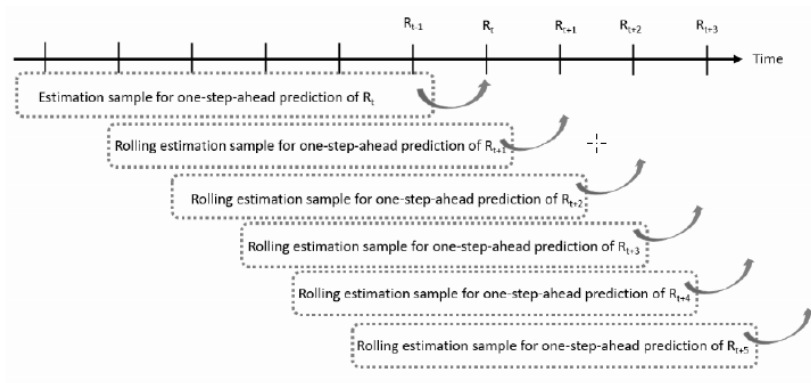 R_{t-1} R_t R_{t+1} R_{t+2} R_{t+3}
Time
Estimation sample for one-step-ahead prediction of R_t
Rolling estimation sample for one-step-ahead prediction of R_{t+1}
Rolling estimation sample for one-step-ahead prediction of R_{t+2}
Rolling estimation sample for one-step-ahead prediction of R_{t+3}
Rolling estimation sample for one-step-ahead prediction of R_{t+4}
Rolling estimation sample for one-step-ahead prediction of R_{t+5}